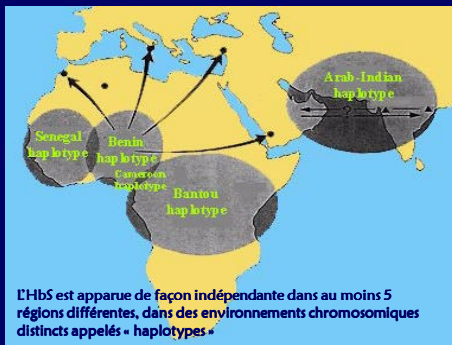 Arab-Indian
haplotype
?
Senegal
haplotype
Benin
haplotype
Cameroon
haplotype
Bantou
haplotype
L'HbS est apparue de façon indépendante dans au moins 5
régions différentes, dans des environnements chromosomiques
distincts appelés « haplotypes »